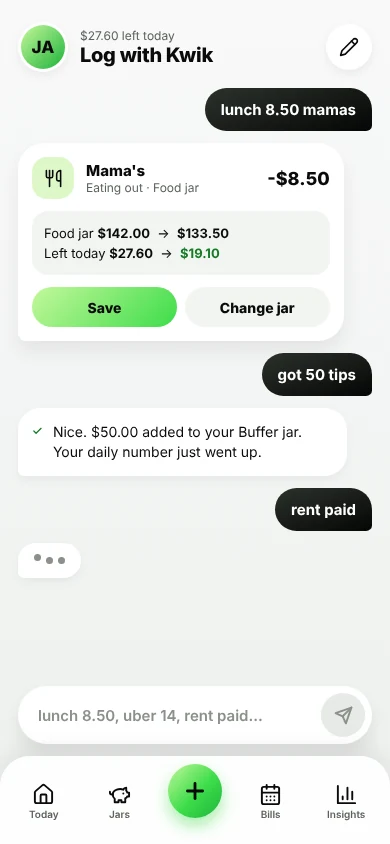 JA
$27.60 left today
Log with Kwik
lunch 8.50 mamas
Mama's
Eating out · Food jar
-$8.50
Food jar $142.00 → $133.50
Left today $27.60 → $19.10
Save
Change jar
got 50 tips
Nice. $50.00 added to your Buffer jar.
Your daily number just went up.
rent paid
lunch 8.50, uber 14, rent paid...
Today
Jars
Bills
Insights